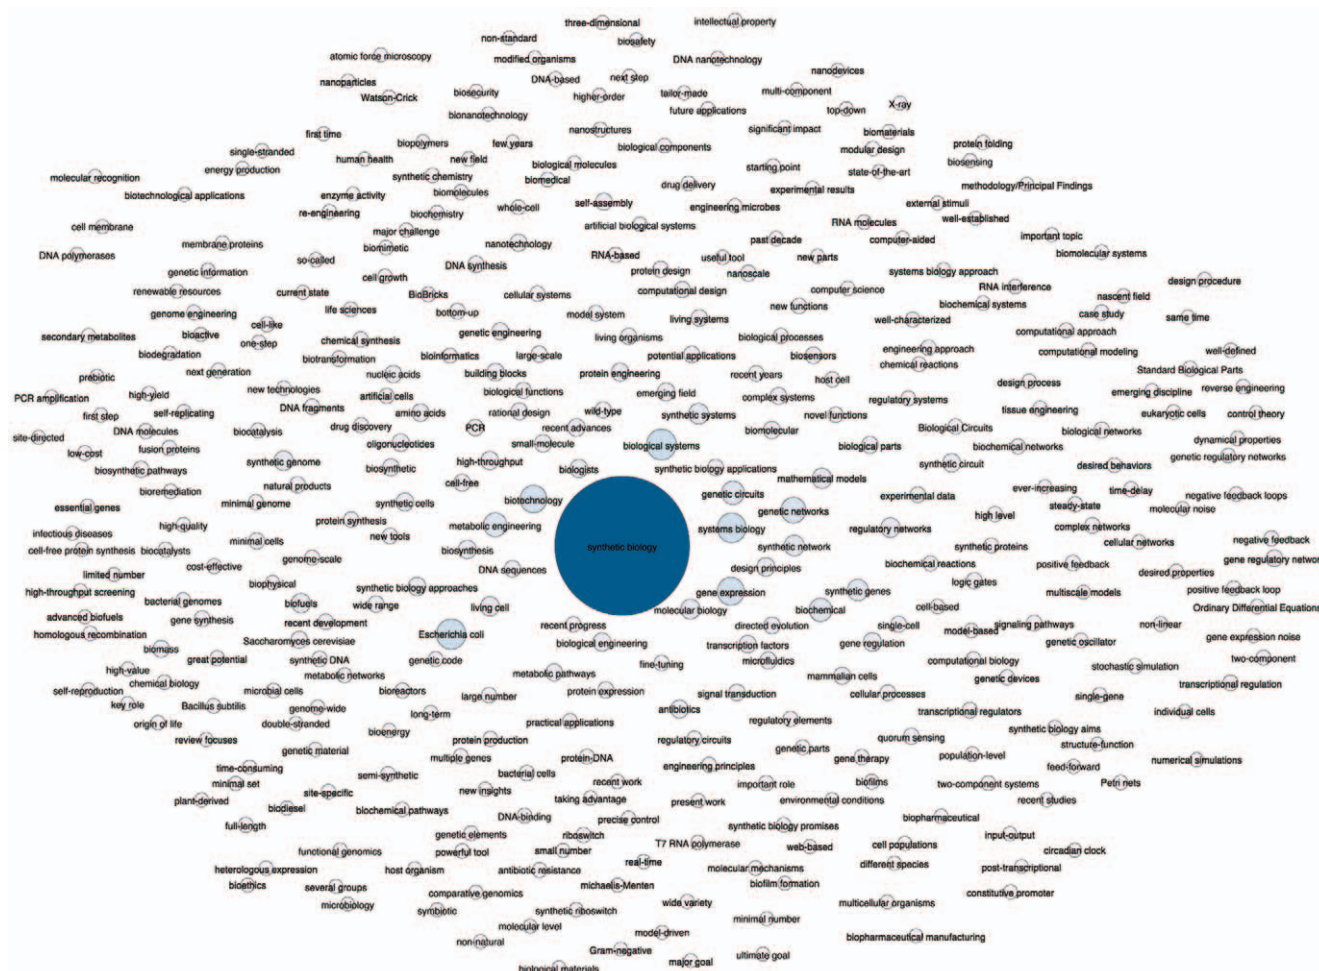 three-dimensional
intellectual property
non-standard
biosafety
atomic force microscopy
modified organisms
DNA nanotechnology
nanoparticles
DNA-based
next step
nanodevices
Watson-Crick
biosecurity
higher-order
tailor-made
multi-component
X-ray
bionanotechnology
future applications
top-down
first time
biopolymers
few years
nanostructures
significant impact
biomaterials
single-stranded
human health
new field
biological components
modular design
protein folding
energy production
synthetic chemistry
biological molecules
starting point
state-of-the-art
biosensing
molecular recognition
biotechnological applications
enzyme activity
biomolecules
biomedical
drug delivery
experimental results
methodology/Principal Findings
re-engineering
biochemistry
whole-cell
self-assembly
engineering microbes
external stimuli
cell membrane
major challenge
artificial biological systems
RNA molecules
well-established
DNA polymerases
membrane proteins
so-called
biomimetic
nanotechnology
RNA-based
past decade
computer-aided
important topic
genetic information
cell growth
DNA synthesis
protein design
useful tool
new parts
biomolecular systems
renewable resources
current state
BioBricks
cellular systems
computational design
nanoscale
computer science
systems biology approach
RNA interference
design procedure
genome engineering
life sciences
bottom-up
model system
living systems
new functions
biochemical systems
nascent field
secondary metabolites
bioactive
cell-like
one-step
chemical synthesis
genetic engineering
living organisms
biological processes
well-characterized
case study
same time
biodegradation
biotransformation
bioinformatics
large-scale
potential applications
biosensors
engineering approach
computational approach
computational modeling
well-defined
prebiotic
next generation
nucleic acids
building blocks
protein engineering
recent years
host cell
chemical reactions
Standard Biological Parts
PCR amplification
high-yield
new technologies
artificial cells
biological functions
emerging field
complex systems
regulatory systems
design process
emerging discipline
reverse engineering
first step
self-replicating
DNA fragments
amino acids
rational design
wild-type
synthetic systems
novel functions
tissue engineering
eukaryotic cells
control theory
site-directed
DNA molecules
biocatalysis
drug discovery
PCR
recent advances
biomolecular
Biological Circuits
biological networks
low-cost
fusion proteins
oligonucleotides
small-molecule
biological systems
biological parts
biochemical networks
dynamical properties
biosynthetic pathways
synthetic genome
biosynthetic
high-throughput
biologists
synthetic biology applications
synthetic circuit
desired behaviors
genetic regulatory networks
bioremediation
natural products
cell-free
mathematical models
essential genes
minimal genome
synthetic cells
biotechnology
genetic circuits
experimental data
ever-increasing
time-delay
negative feedback loops
infectious diseases
high-quality
protein synthesis
metabolic engineering
genetic networks
high level
steady-state
molecular noise
cell-free protein synthesis
biocatalysts
minimal cells
new tools
systems biology
regulatory networks
complex networks
cellular networks
negative feedback
limited number
cost-effective
genome-scale
biosynthesis
synthetic biology
synthetic network
synthetic proteins
gene regulatory network
high-throughput screening
biophysical
DNA sequences
design principles
biochemical reactions
positive feedback
desired properties
advanced biofuels
bacterial genomes
biofuels
synthetic biology approaches
gene expression
synthetic genes
logic gates
multiscale models
positive feedback loop
homologous recombination
gene synthesis
wide range
living cell
molecular biology
biochemical
cell-based
Ordinary Differential Equations
biomass
recent development
Escherichia coli
recent progress
directed evolution
single-cell
model-based
signaling pathways
non-linear
gene expression noise
great potential
Saccharomyces cerevisiae
biological engineering
transcription factors
gene regulation
genetic oscillator
high-value
synthetic DNA
genetic code
fine-tuning
microfluidics
computational biology
stochastic simulation
two-component
chemical biology
metabolic networks
metabolic pathways
mammalian cells
genetic devices
transcriptional regulation
self-reproduction
microbial cells
bioreactors
large number
protein expression
signal transduction
cellular processes
single-gene
key role
Bacillus subtilis
genome-wide
long-term
antibiotics
transcriptional regulators
individual cells
origin of life
double-stranded
bioenergy
practical applications
regulatory elements
synthetic biology aims
review focuses
genetic material
protein production
regulatory circuits
genetic parts
quorum sensing
structure-function
time-consuming
multiple genes
protein-DNA
gene therapy
population-level
feed-forward
numerical simulations
minimal set
semi-synthetic
bacterial cells
recent work
engineering principles
important role
biofilms
two-component systems
Petri nets
plant-derived
site-specific
new insights
taking advantage
present work
environmental conditions
recent studies
biodiesel
biochemical pathways
DNA-binding
precise control
synthetic biology promises
biopharmaceutical
full-length
genetic elements
riboswitch
T7 RNA polymerase
web-based
cell populations
input-output
functional genomics
powerful tool
small number
circadian clock
heterologous expression
host organism
antibiotic resistance
real-time
molecular mechanisms
different species
post-transcriptional
bioethics
several groups
comparative genomics
michaelis-Menten
biofilm formation
constitutive promoter
microbiology
symbiotic
synthetic riboswitch
wide variety
multicellular organisms
molecular level
minimal number
non-natural
model-driven
biopharmaceutical manufacturing
Gram-negative
ultimate goal
biological materials
major goal